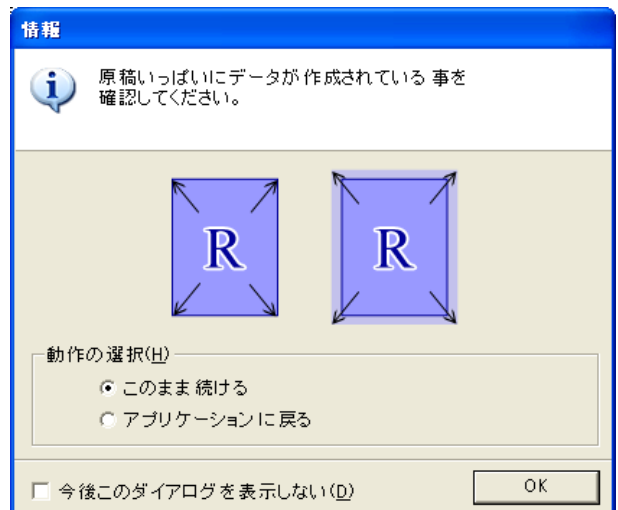 情報
原稿いっぱいにデータが作成されている事を
確認してください。
R
R
動作の選択(H)
このまま続ける
アプリケーションに戻る
今後このダイアログを表示しない(D)
OK